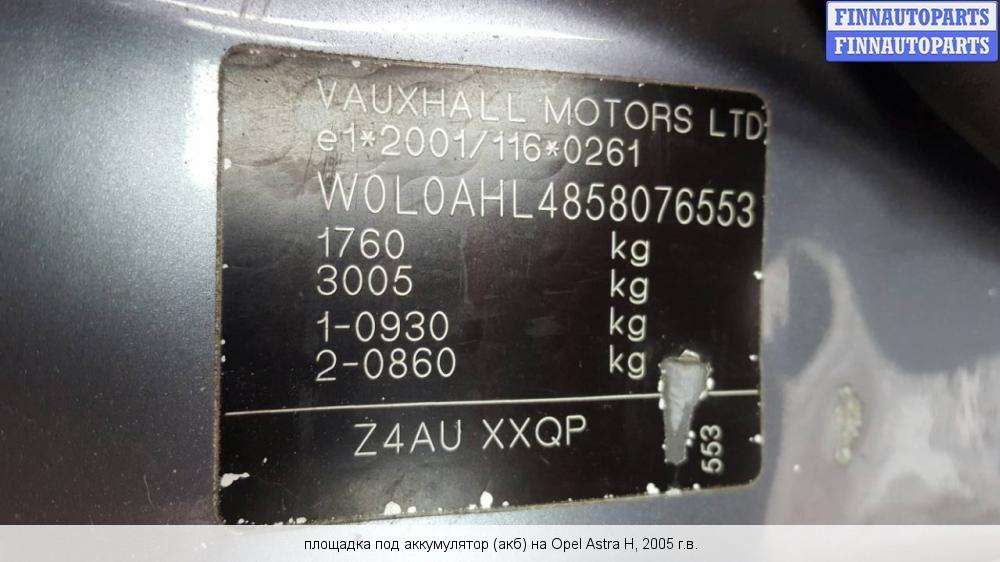 FINNAUTOPARTS
FINNAUTOPARTS
VAUXHALL MOTORS LTD
e1*2001/116*0261
W0L0AHL4858076553
1760 kg
3005 kg
1-0930 kg
2-0860 kg
Z4AU XXQP
553
площадка под аккумулятор (акб) на Opel Astra H, 2005 г.в.